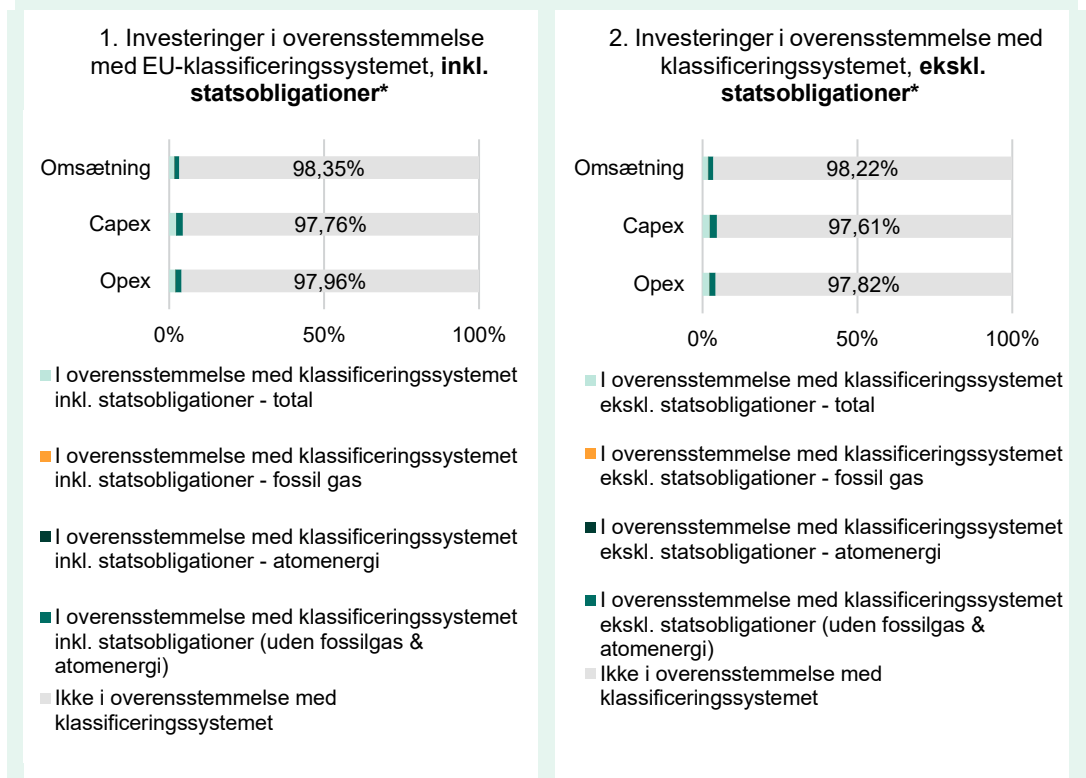 1. Investeringer i overensstemmelse
med EU-klassificeringssystemet, inkl.
statsobligationer*
Omsætning
98,35%
Capex
97,76%
Opex
97,96%
0%
50%
100%
I overensstemmelse med klassificeringssystemet
inkl. statsobligationer - total
I overensstemmelse med klassificeringssystemet
inkl. statsobligationer - fossil gas
I overensstemmelse med klassificeringssystemet
inkl. statsobligationer - atomenergi
I overensstemmelse med klassificeringssystemet
inkl. statsobligationer (uden fossilgas &
atomenergi)
Ikke i overensstemmelse med
klassificeringssystemet
2. Investeringer i overensstemmelse med
klassificeringssystemet, ekskl.
statsobligationer*
Omsætning
98,22%
Capex
97,61%
Opex
97,82%
0%
50%
100%
I overensstemmelse med klassificeringssystemet
ekskl. statsobligationer - total
I overensstemmelse med klassificeringssystemet
ekskl. statsobligationer - fossil gas
I overensstemmelse med klassificeringssystemet
ekskl. statsobligationer - atomenergi
I overensstemmelse med klassificeringssystemet
ekskl. statsobligationer (uden fossilgas &
atomenergi)
Ikke i overensstemmelse med
klassificeringssystemet